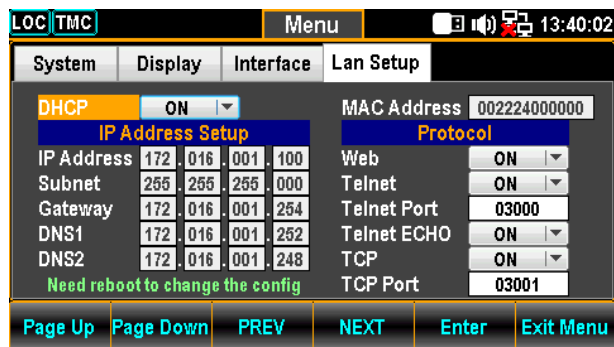 LOC TMC Menu 13:40:02
System Display Interface Lan Setup
DHCP ON MAC Address 002224000000
IP Address Setup Protocol
IP Address 172 . 016 . 001 . 100 Web ON
Subnet 255 . 255 . 255 . 000 Telnet ON
Gateway 172 . 016 . 001 . 254 Telnet Port 03000
DNS1 172 . 016 . 001 . 252 Telnet ECHO ON
DNS2 172 . 016 . 001 . 248 TCP ON
Need reboot to change the config TCP Port 03001
Page Up Page Down PREV NEXT Enter Exit Menu